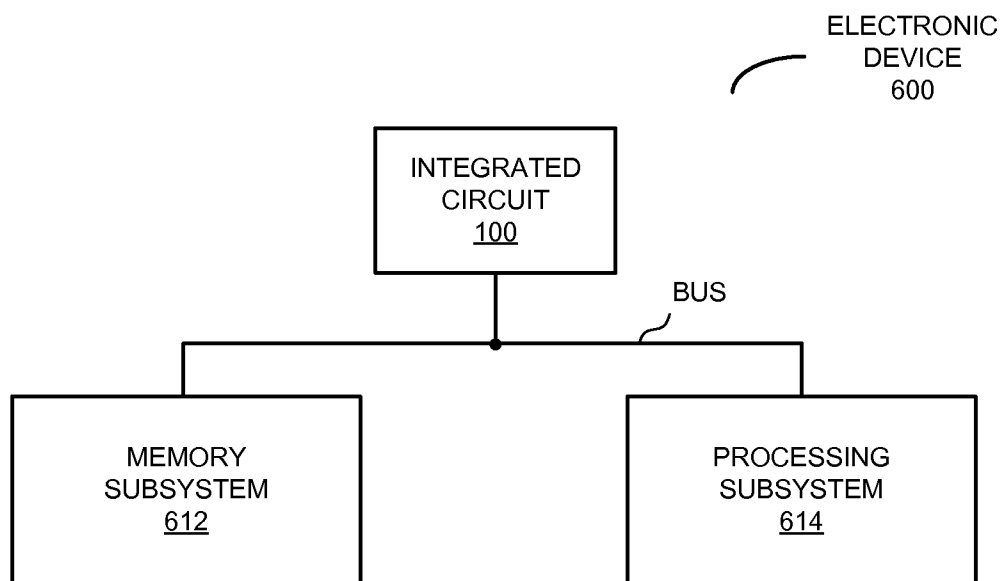 ELECTRONIC
DEVICE
600
INTEGRATED
CIRCUIT
100
BUS
MEMORY
SUBSYSTEM
612
PROCESSING
SUBSYSTEM
614